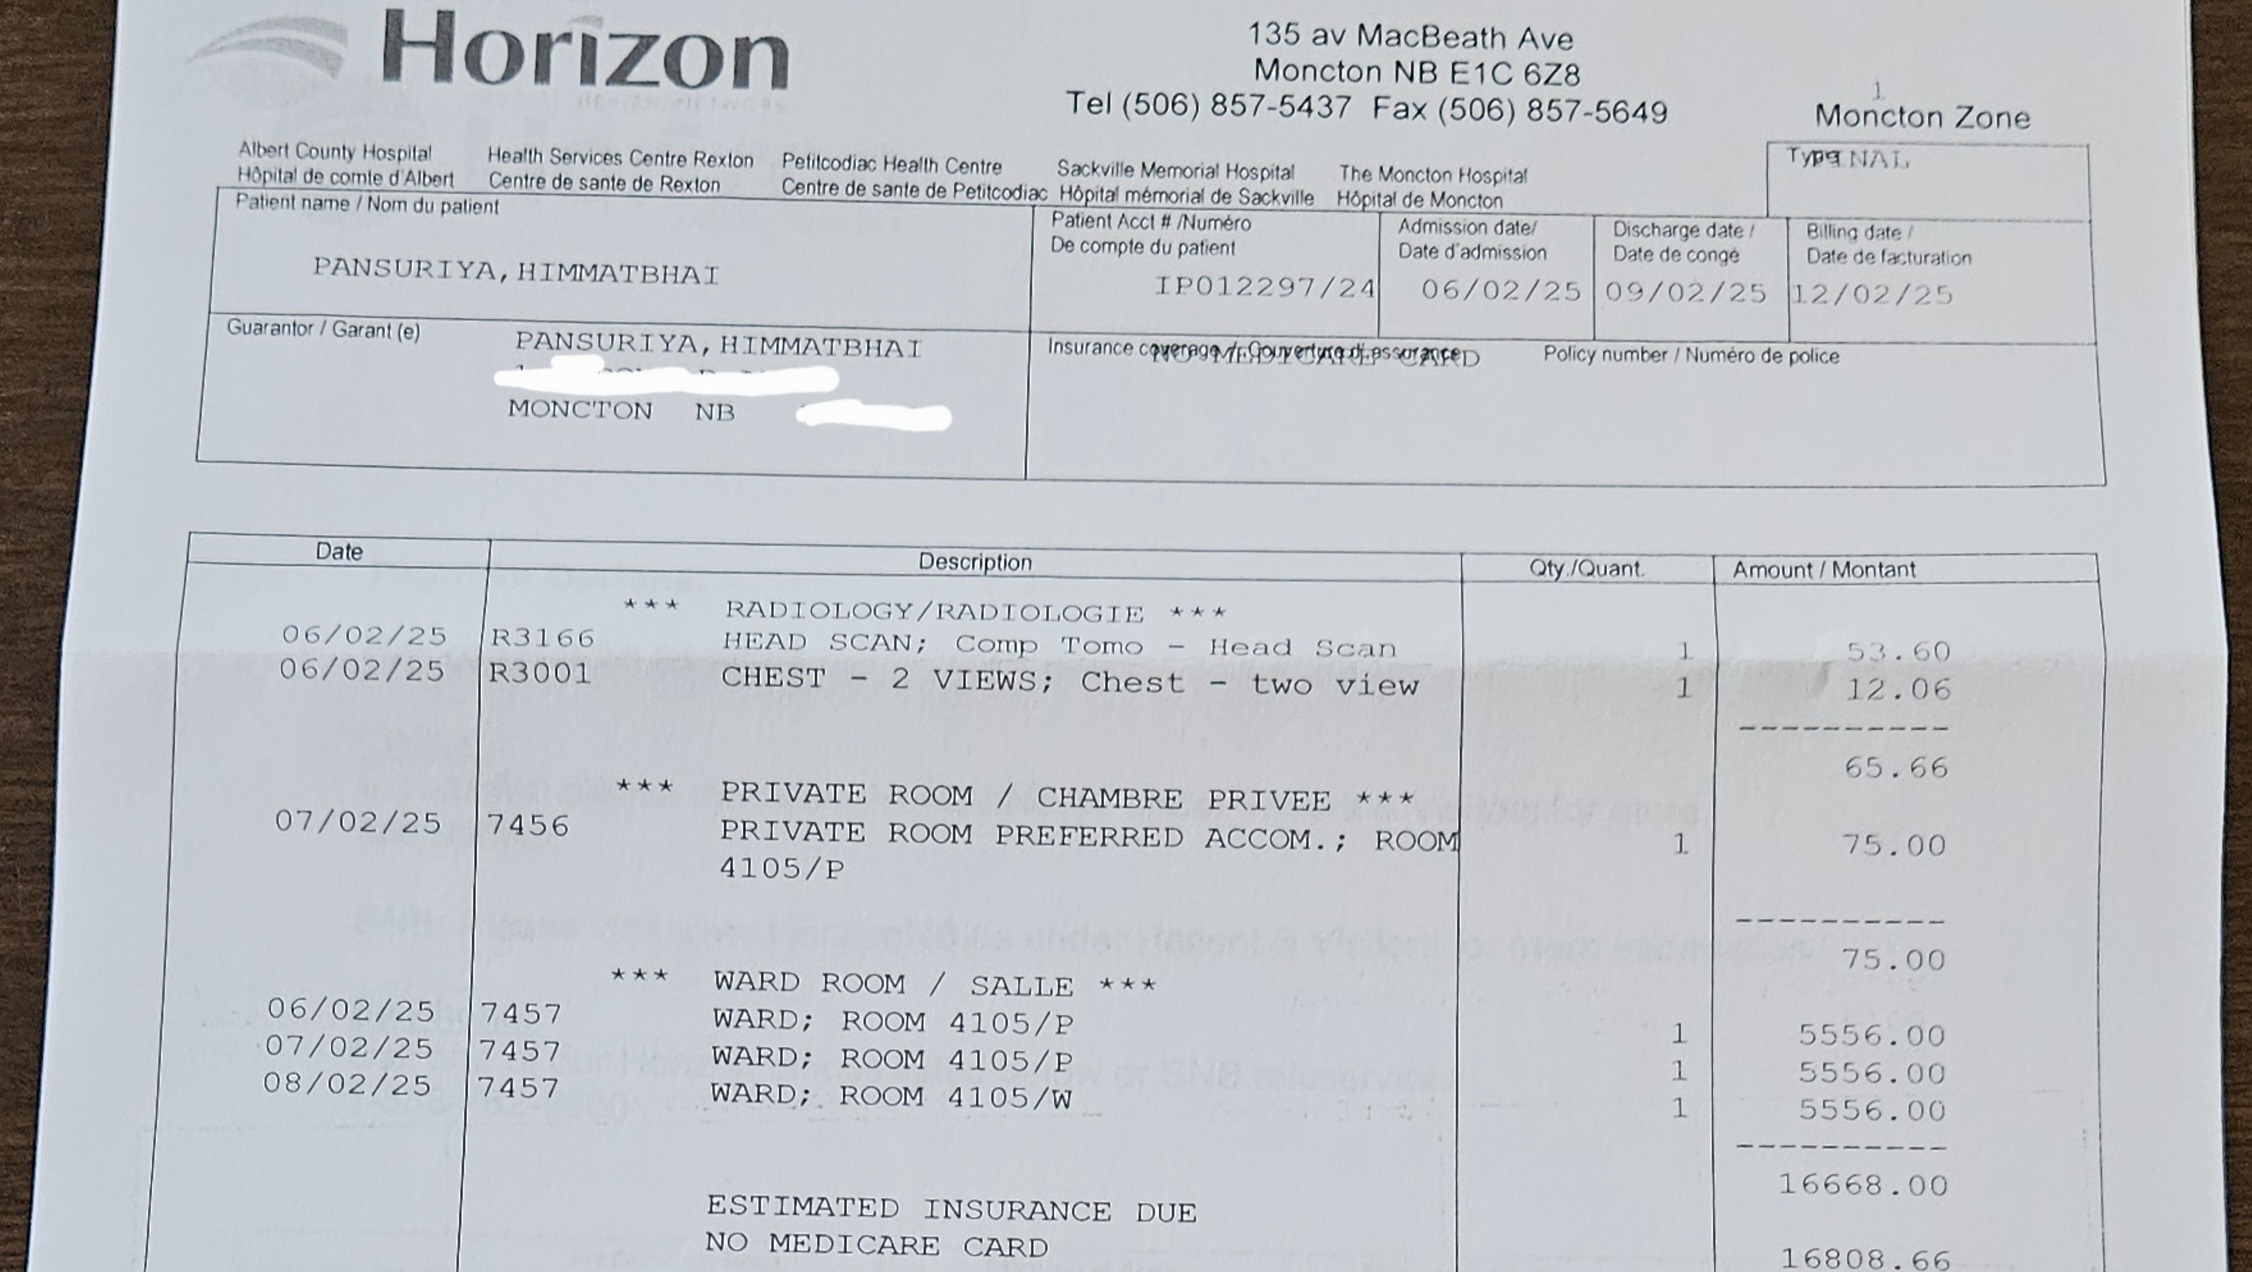 Horizon
135 av MacBeath Ave
Moncton NB E1C 6Z8
Tel (506) 857-5437 Fax (506) 857-5649
1
Moncton Zone
Albert County Hospital
Hôpital de comte d'Albert
Health Services Centre Rexton
Centre de sante de Rexton
Petitcodiac Health Centre
Centre de sante de Petitcodiac
Sackville Memorial Hospital
Hôpital mémorial de Sackville
The Moncton Hospital
Hôpital de Moncton
Type NAL
Patient name / Nom du patient
PANSURIYA, HIMMATBHAI
Patient Acct # /Numéro
De compte du patient
IP012297/24
Admission date/
Date d'admission
06/02/25
Discharge date /
Date de congé
09/02/25
Billing date /
Date de facturation
12/02/25
Guarantor / Garant (e)
PANSURIYA, HIMMATBHAI
MONCTON NB
Insurance coverage / Couverture d'assurance
NO MEDICARE CARD
Policy number / Numéro de police
Date Description Qty./Quant. Amount / Montant
*** RADIOLOGY/RADIOLOGIE ***
06/02/25 R3166 HEAD SCAN; Comp Tomo - Head Scan 1 53.60
06/02/25 R3001 CHEST - 2 VIEWS; Chest - two view 1 12.06
----------
65.66
*** PRIVATE ROOM / CHAMBRE PRIVEE ***
07/02/25 7456 PRIVATE ROOM PREFERRED ACCOM.; ROOM 1 75.00
4105/P
----------
75.00
*** WARD ROOM / SALLE ***
06/02/25 7457 WARD; ROOM 4105/P 1 5556.00
07/02/25 7457 WARD; ROOM 4105/P 1 5556.00
08/02/25 7457 WARD; ROOM 4105/W 1 5556.00
----------
16668.00
ESTIMATED INSURANCE DUE
NO MEDICARE CARD 16808.66